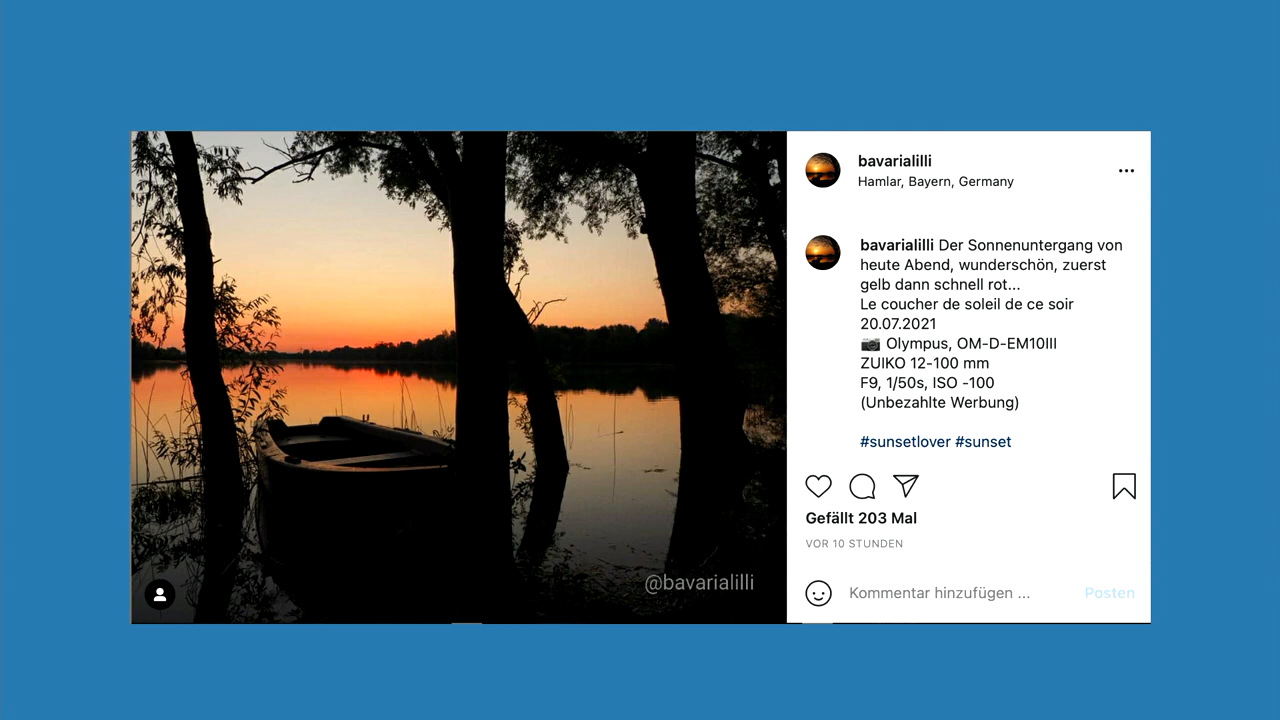 bavarialilli
Hamlar, Bayern, Germany
bavarialilli Der Sonnenuntergang von
heute Abend, wunderschön, zuerst
gelb dann schnell rot...
Le coucher de soleil de ce soir
20.07.2021
📷 Olympus, OM-D-EM10III
ZUIKO 12-100 mm
F9, 1/50s, ISO -100
(Unbezahlte Werbung)
#sunsetlover #sunset
Gefällt 203 Mal
VOR 10 STUNDEN
@bavarialilli
Kommentar hinzufügen ... Posten